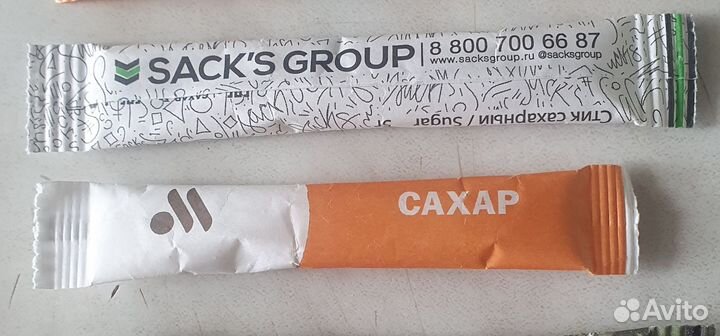 SACK'S GROUP
8 800 700 66 87
www.sacksgroup.ru @sacksgroup
Стик сахарный / Sugar
САХАР
Avito